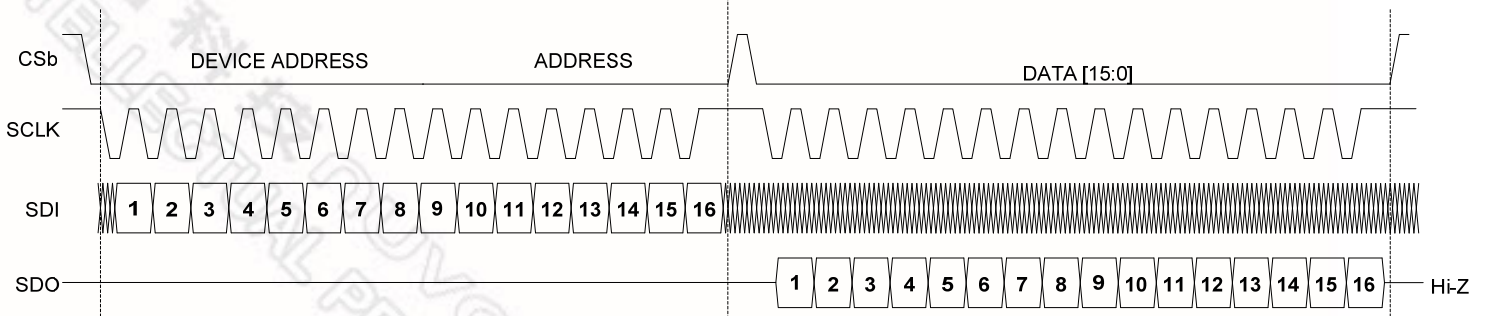 CSb DEVICE ADDRESS ADDRESS DATA [15:0]
SCLK
SDI 1 2 3 4 5 6 7 8 9 10 11 12 13 14 15 16
SDO 1 2 3 4 5 6 7 8 9 10 11 12 13 14 15 16 Hi-Z